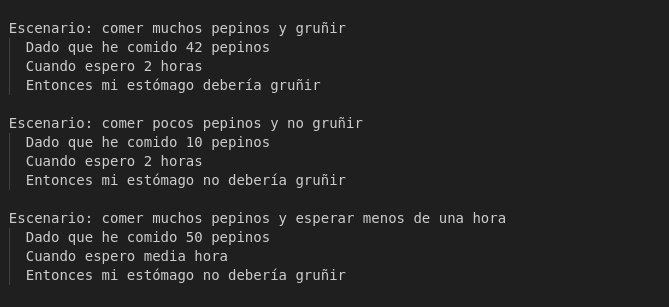 Escenario: comer muchos pepinos y gruñir
Dado que he comido 42 pepinos
Cuando espero 2 horas
Entonces mi estómago debería gruñir
Escenario: comer pocos pepinos y no gruñir
Dado que he comido 10 pepinos
Cuando espero 2 horas
Entonces mi estómago no debería gruñir
Escenario: comer muchos pepinos y esperar menos de una hora
Dado que he comido 50 pepinos
Cuando espero media hora
Entonces mi estómago no debería gruñir